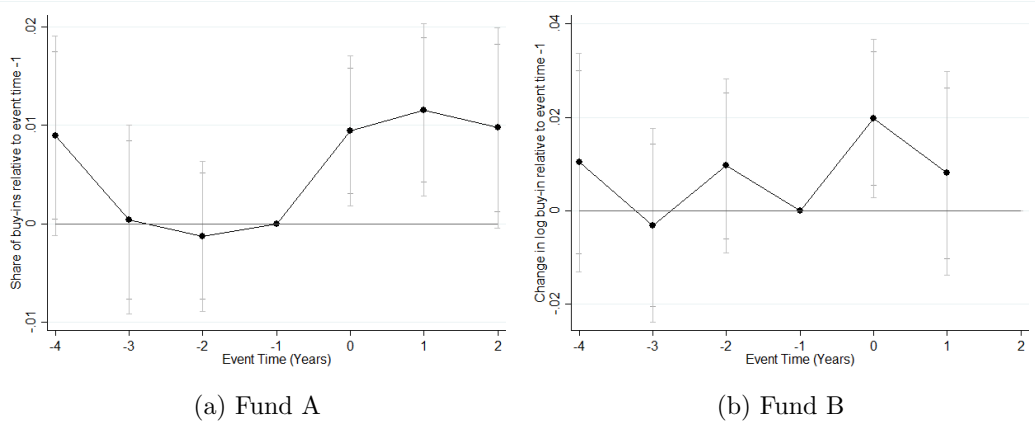 Share of buy-ins relative to event time -1
.02
.01
0
-.01
-4 -3 -2 -1 0 1 2
Event Time (Years)
(a) Fund A
Change in log buy-in relative to event time -1
.04
.02
0
-.02
-4 -3 -2 -1 0 1 2
Event Time (Years)
(b) Fund B